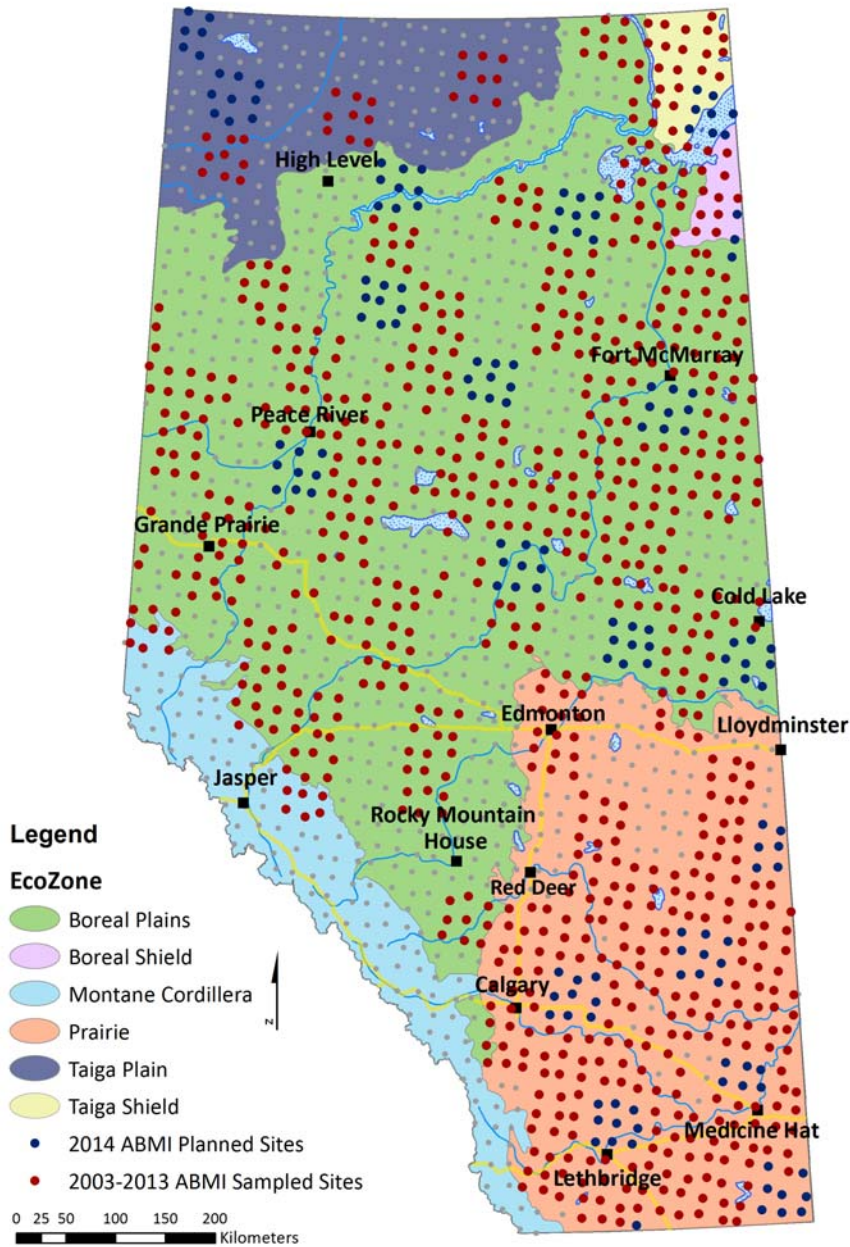 High Level
Fort McMurray
Peace River
Grande Prairie
Cold Lake
Edmonton
Lloydminster
Jasper
Rocky Mountain
House
Red Deer
Calgary
Medicine Hat
Lethbridge
Legend
EcoZone
Boreal Plains
Boreal Shield
Montane Cordillera
Prairie
Taiga Plain
Taiga Shield
2014 ABMI Planned Sites
2003-2013 ABMI Sampled Sites
N
0 25 50 100 150 200
Kilometers